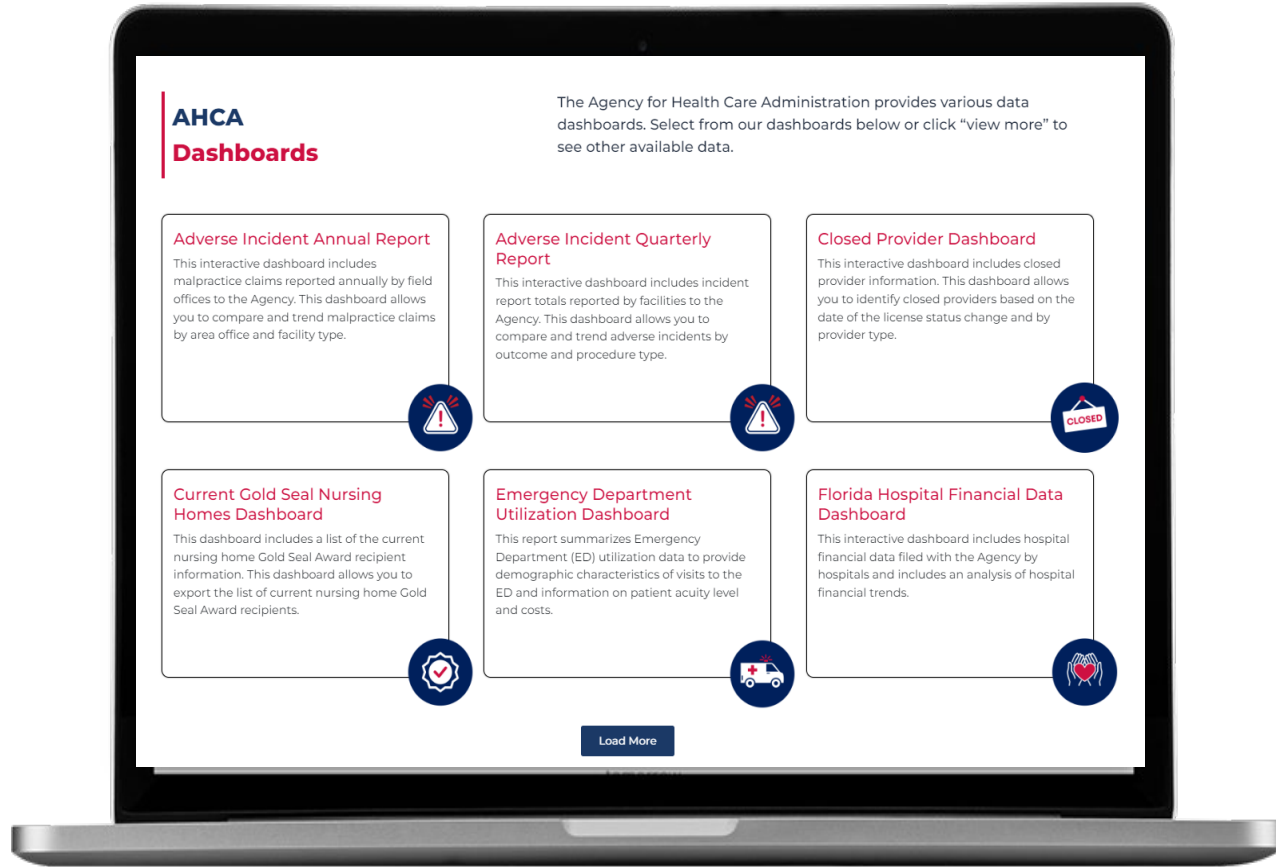 AHCA
Dashboards
The Agency for Health Care Administration provides various data
dashboards. Select from our dashboards below or click “view more” to
see other available data.
Adverse Incident Annual Report
This interactive dashboard includes
malpractice claims reported annually by field
offices to the Agency. This dashboard allows
you to compare and trend malpractice claims
by area office and facility type.
Adverse Incident Quarterly
Report
This interactive dashboard includes incident
report totals reported by facilities to the
Agency. This dashboard allows you to
compare and trend adverse incidents by
outcome and procedure type.
Closed Provider Dashboard
This interactive dashboard includes closed
provider information. This dashboard allows
you to identify closed providers based on the
date of the license status change and by
provider type.
CLOSED
Current Gold Seal Nursing
Homes Dashboard
This dashboard includes a list of the current
nursing home Gold Seal Award recipient
information. This dashboard allows you to
export the list of current nursing home Gold
Seal Award recipients.
Emergency Department
Utilization Dashboard
This report summarizes Emergency
Department (ED) utilization data to provide
demographic characteristics of visits to the
ED and information on patient acuity level
and costs.
Florida Hospital Financial Data
Dashboard
This interactive dashboard includes hospital
financial data filed with the Agency by
hospitals and includes an analysis of hospital
financial trends.
Load More